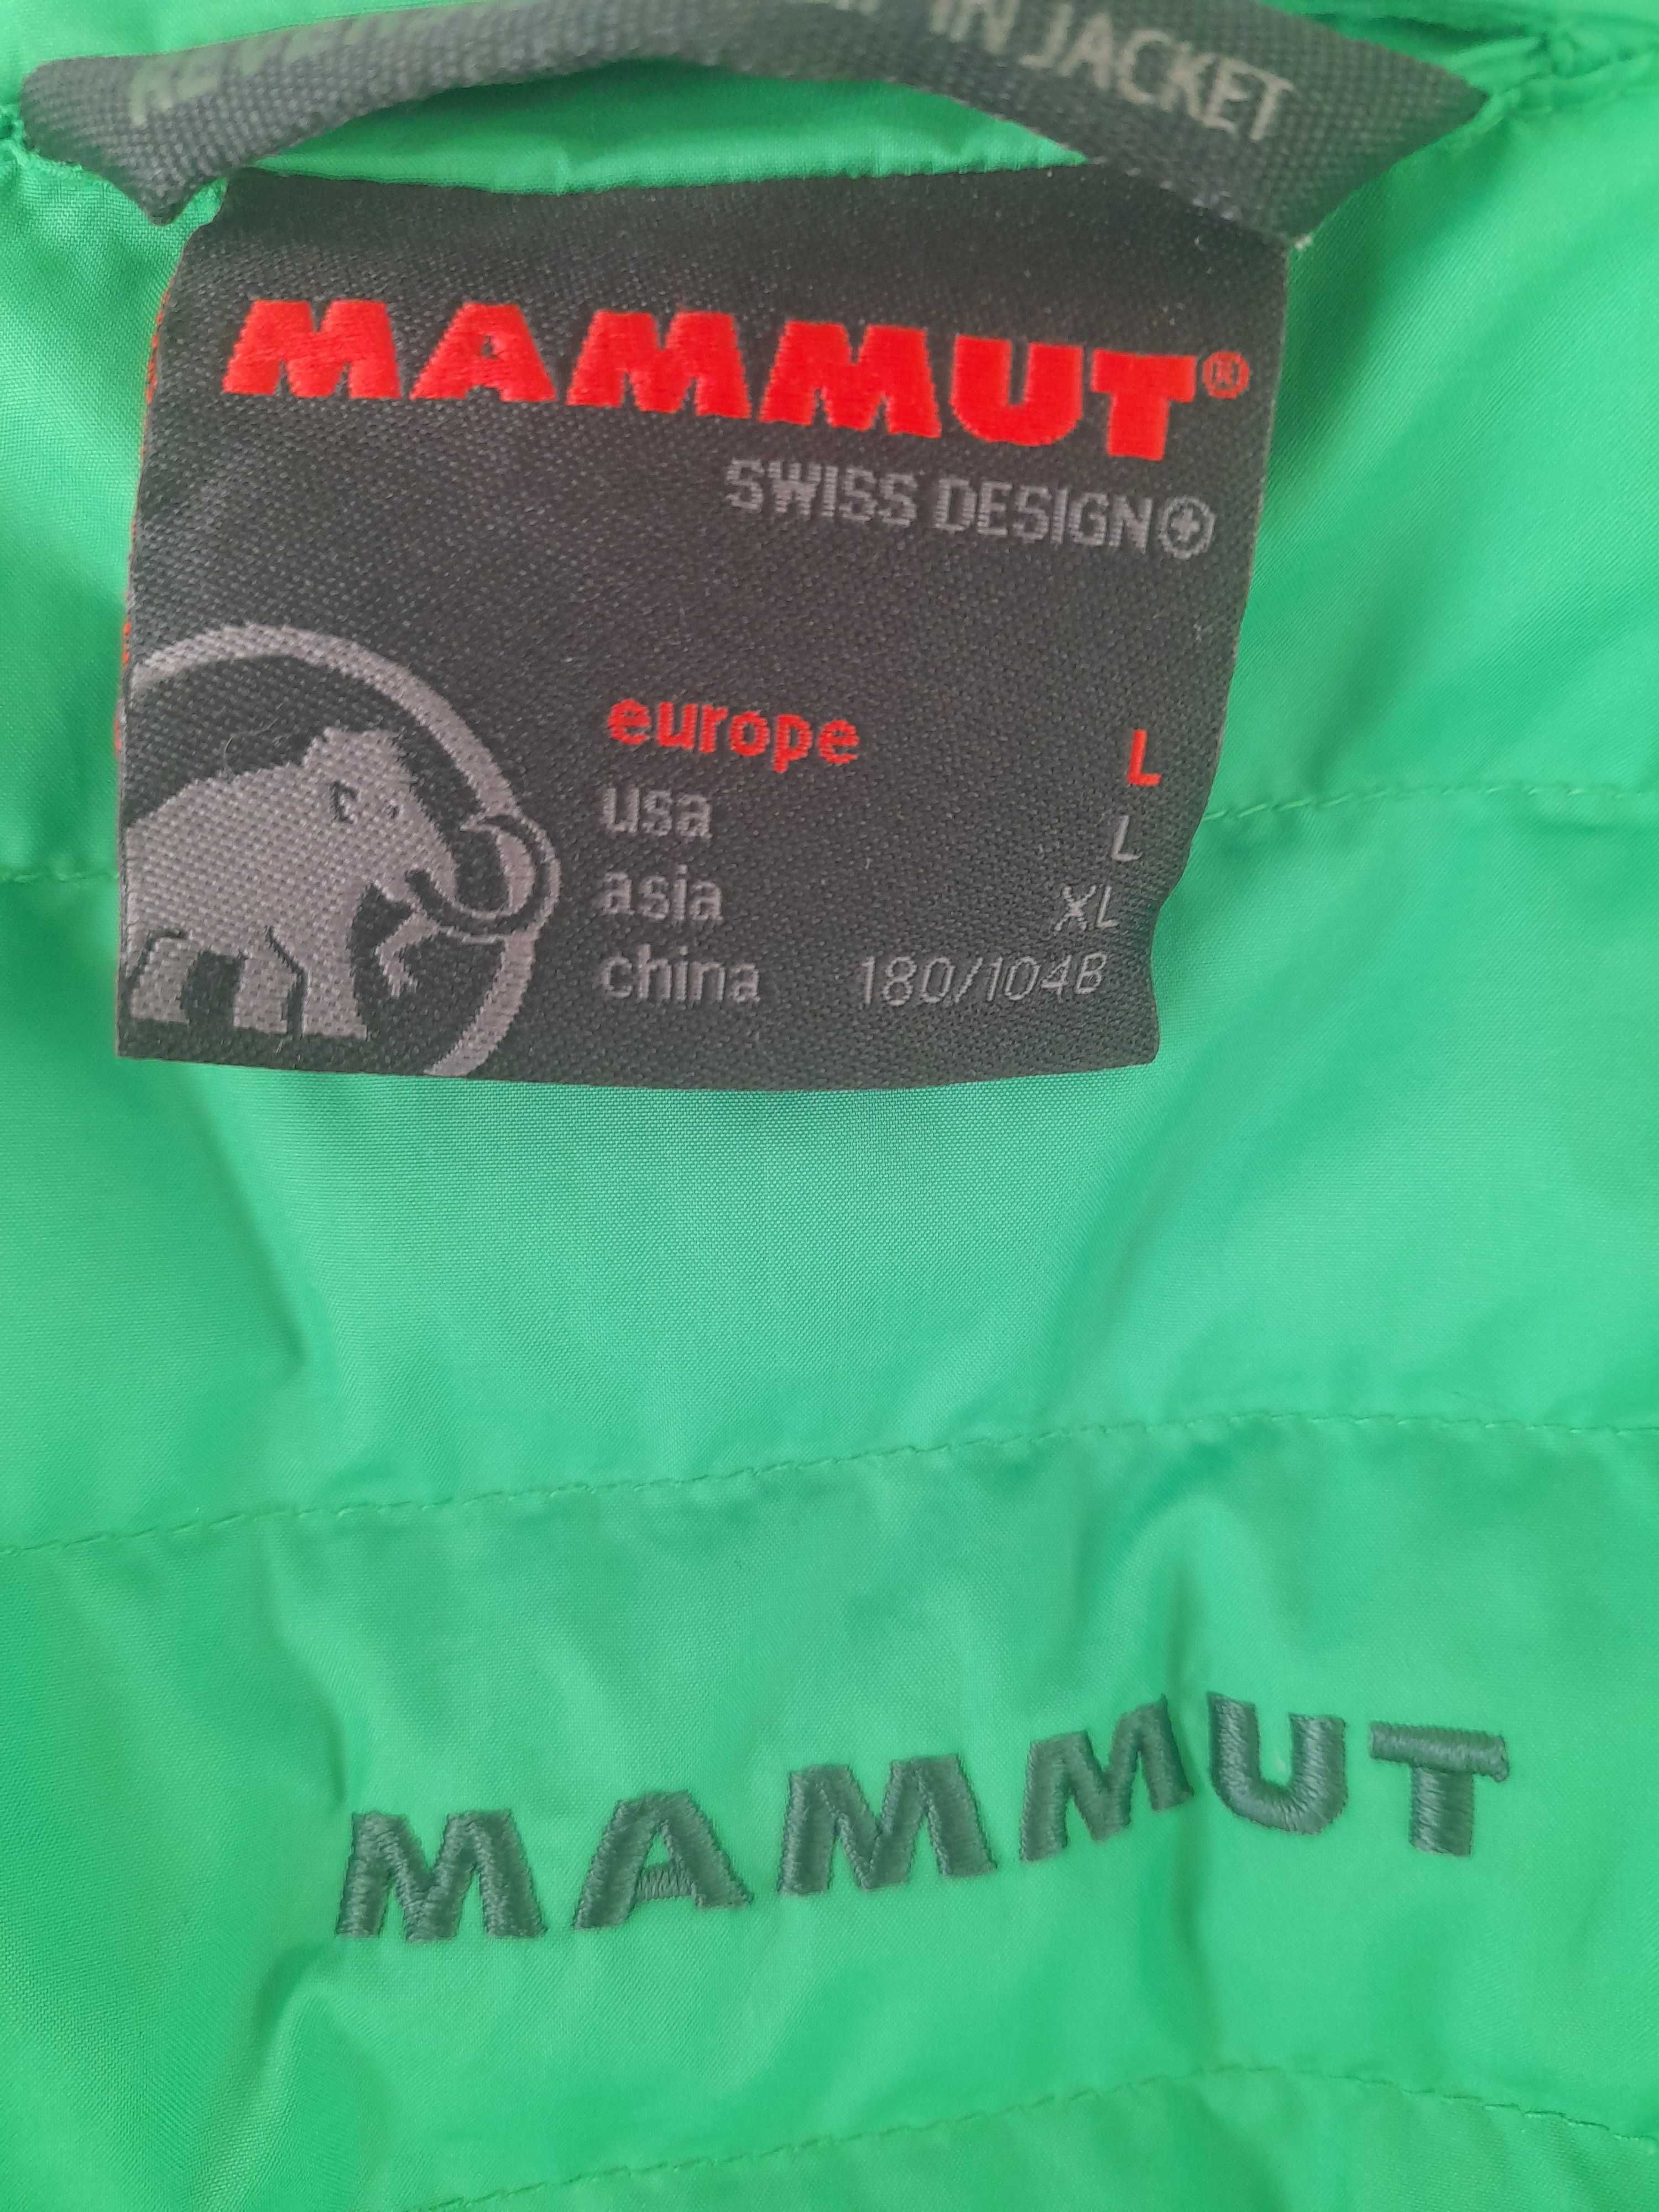 IN JACKET
MAMMUT®
SWISS DESIGN
europe L
usa L
asia XL
china 180/104B
MAMMUT